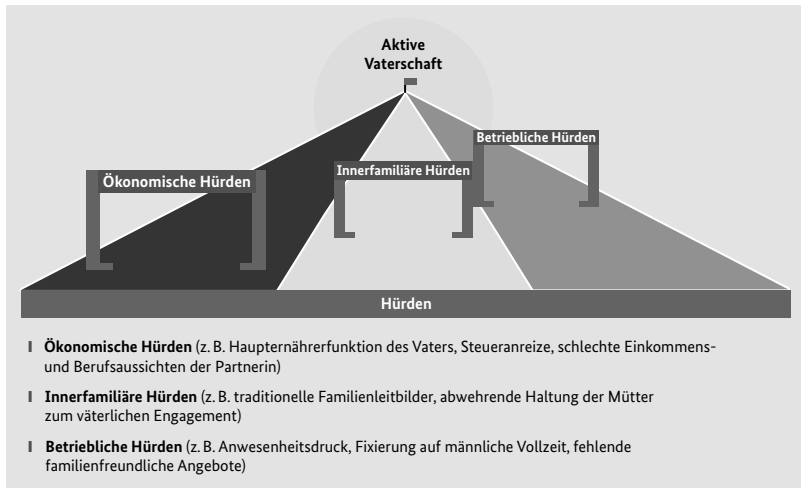 Aktive
Vaterschaft
Betriebliche Hürden
Innerfamiliäre Hürden
Ökonomische Hürden
Hürden
Ökonomische Hürden (z. B. Haupternährerfunktion des Vaters, Steueranreize, schlechte Einkommens-
und Berufsaussichten der Partnerin)
Innerfamiliäre Hürden (z. B. traditionelle Familienleitbilder, abwehrende Haltung der Mütter
zum väterlichen Engagement)
Betriebliche Hürden (z. B. Anwesenheitsdruck, Fixierung auf männliche Vollzeit, fehlende
familienfreundliche Angebote)